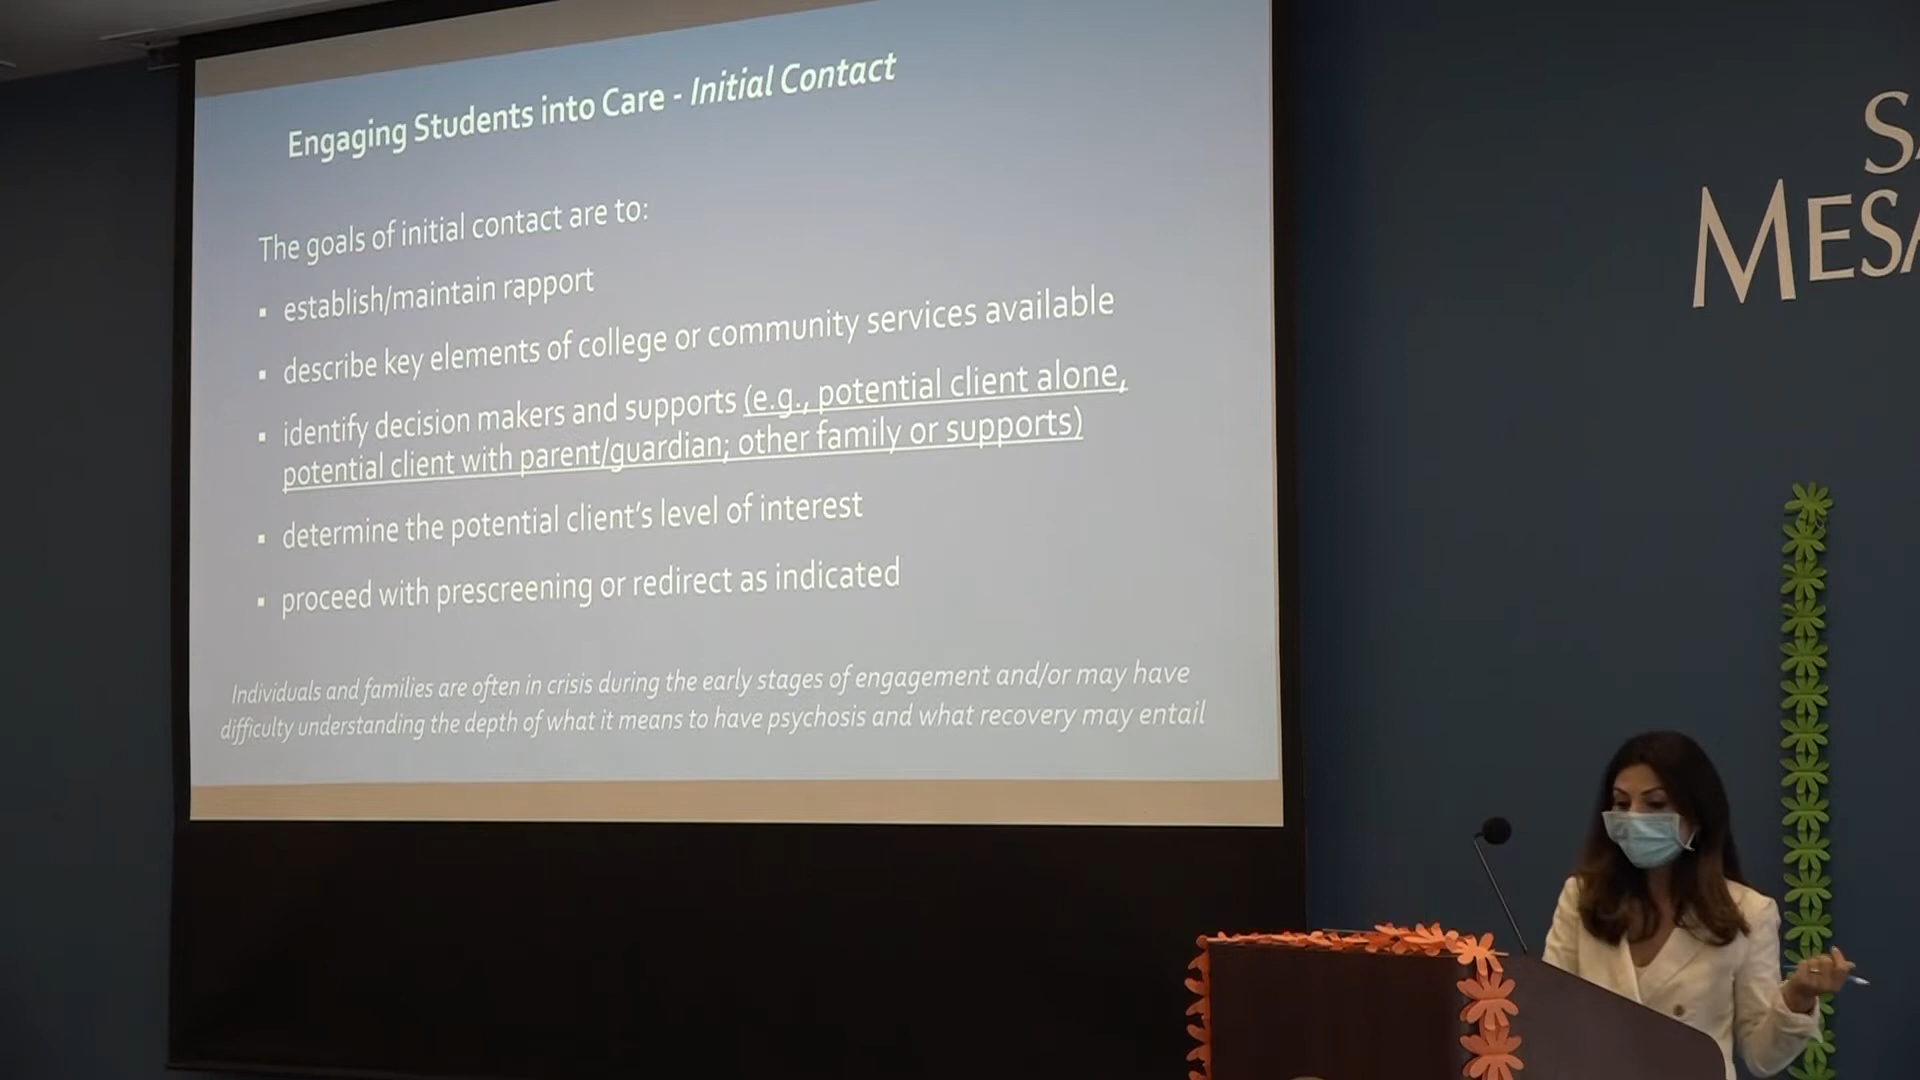 Engaging Students into Care - Initial Contact
The goals of initial contact are to:
▪ establish/maintain rapport
▪ describe key elements of college or community services available
▪ identify decision makers and supports (e.g., potential client alone,
potential client with parent/guardian; other family or supports)
▪ determine the potential client's level of interest
▪ proceed with prescreening or redirect as indicated
Individuals and families are often in crisis during the early stages of engagement and/or may have
difficulty understanding the depth of what it means to have psychosis and what recovery may entail
MESA